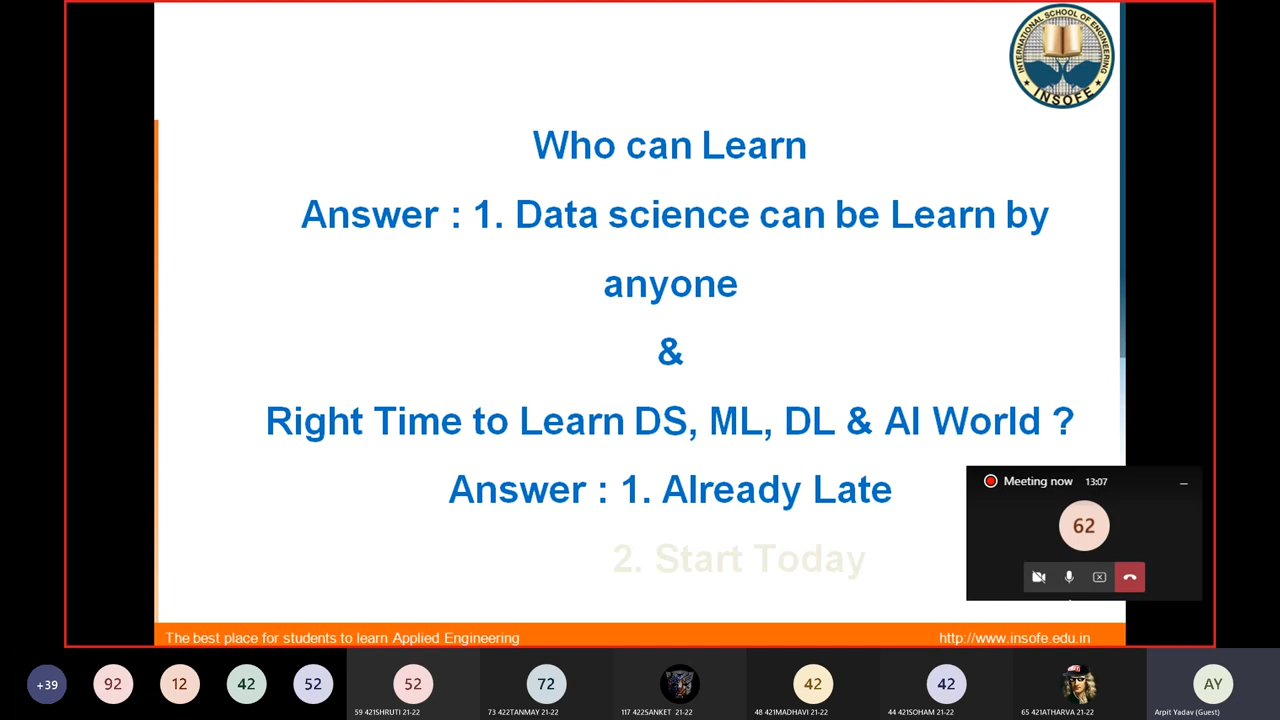 INTERNATIONAL SCHOOL OF ENGINEERING
INSOFE
Who can Learn
Answer : 1. Data science can be Learn by
anyone
&
Right Time to Learn DS, ML, DL & AI World ?
Answer : 1. Already Late
2. Start Today
Meeting now 13:07
62
The best place for students to learn Applied Engineering
http://www.insofe.edu.in
+39 92 12 42 52 52 72 42 42 AY
59 421SHRUTI 21-22
73 422TANMAY 21-22
117 422SANKET 21-22
48 421MADHAVI 21-22
44 421SOHAM 21-22
65 421ATHARVA 21-22
Arpit Yadav (Guest)